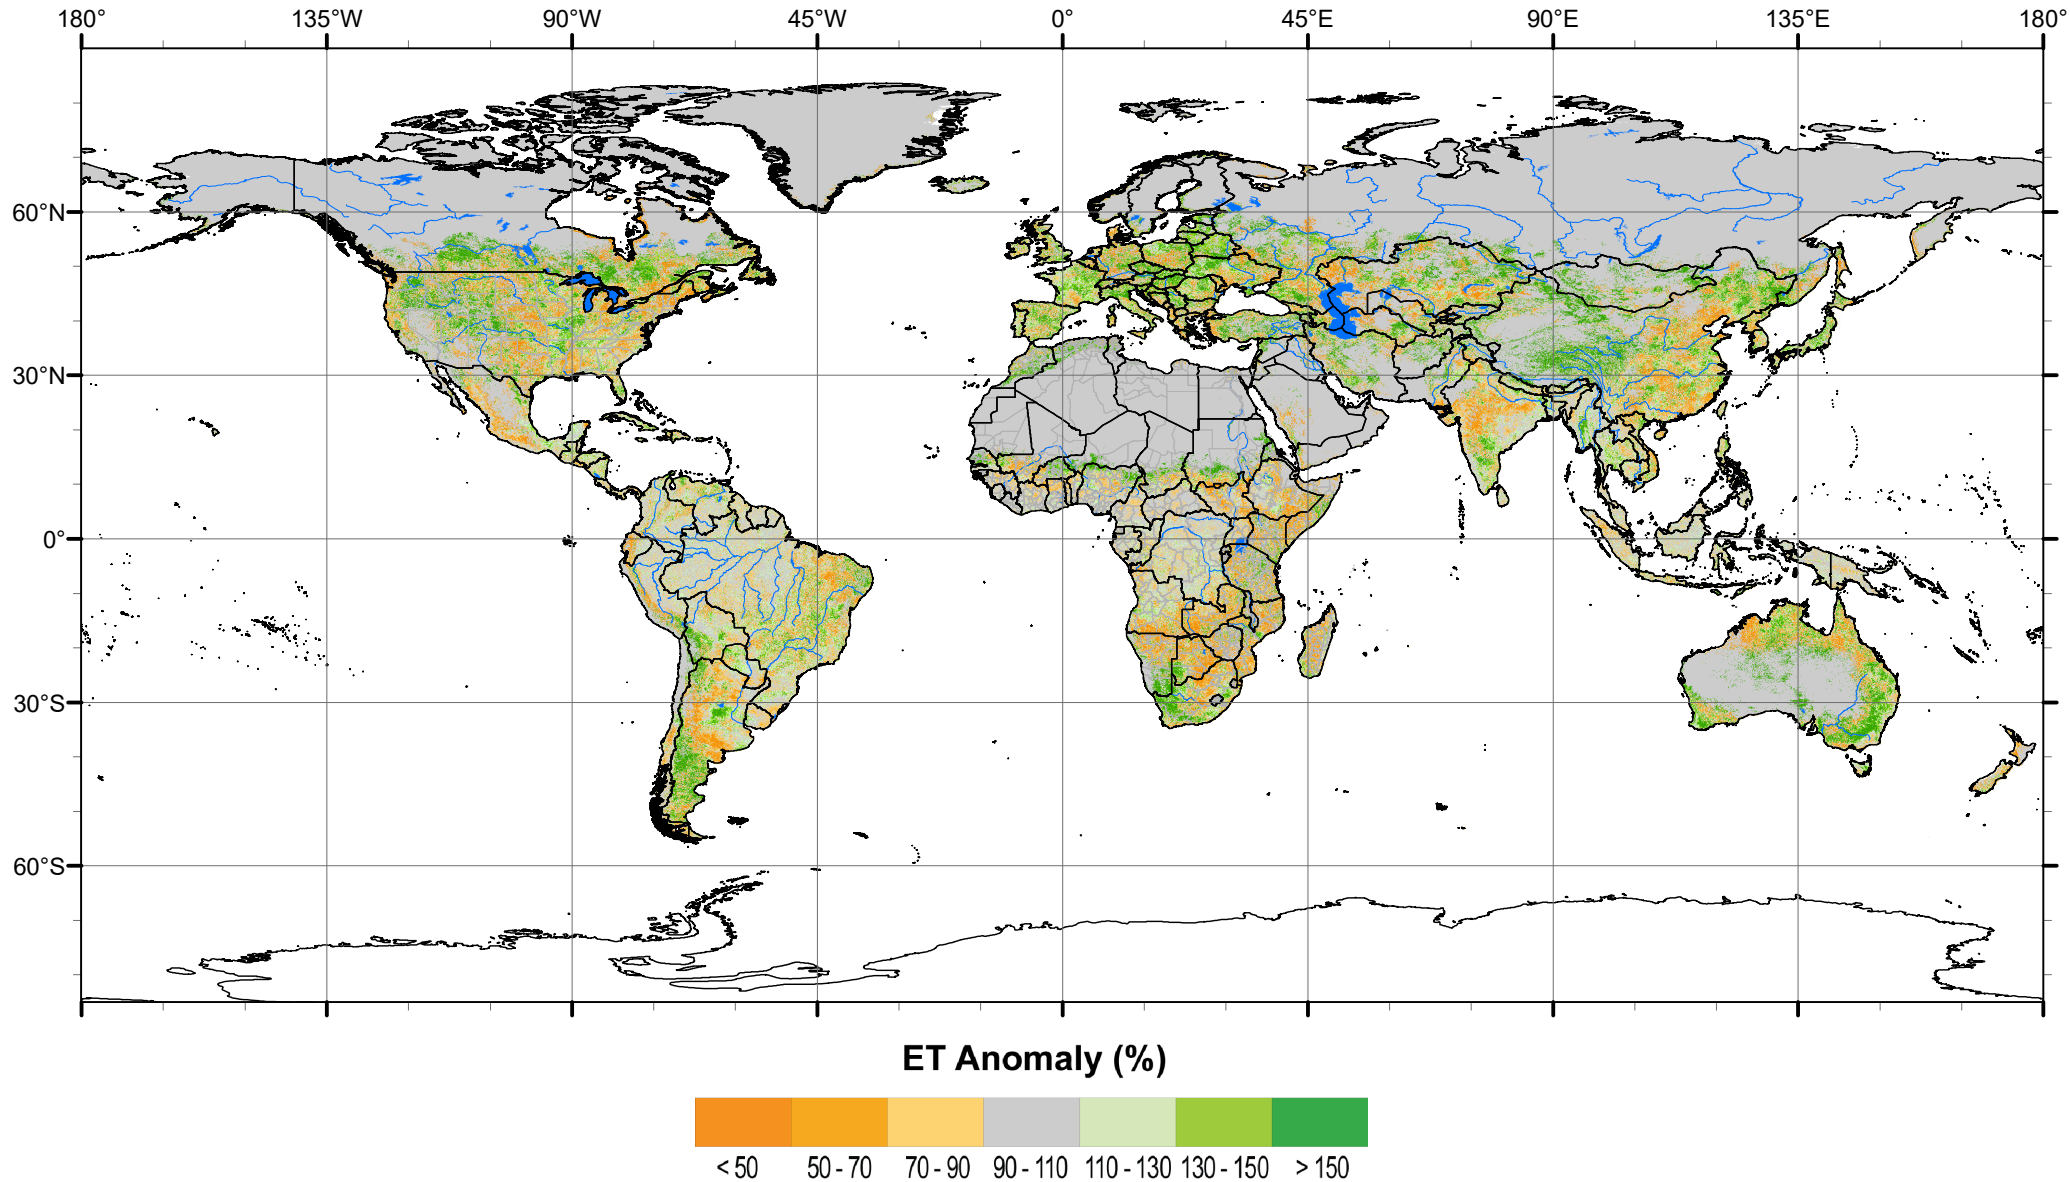 180° 135°W 90°W 45°W 0° 45°E 90°E 135°E 180°
60°N
30°N
0°
30°S
60°S
ET Anomaly (%)
< 50 50 - 70 70 - 90 90 - 110 110 - 130 130 - 150 > 150